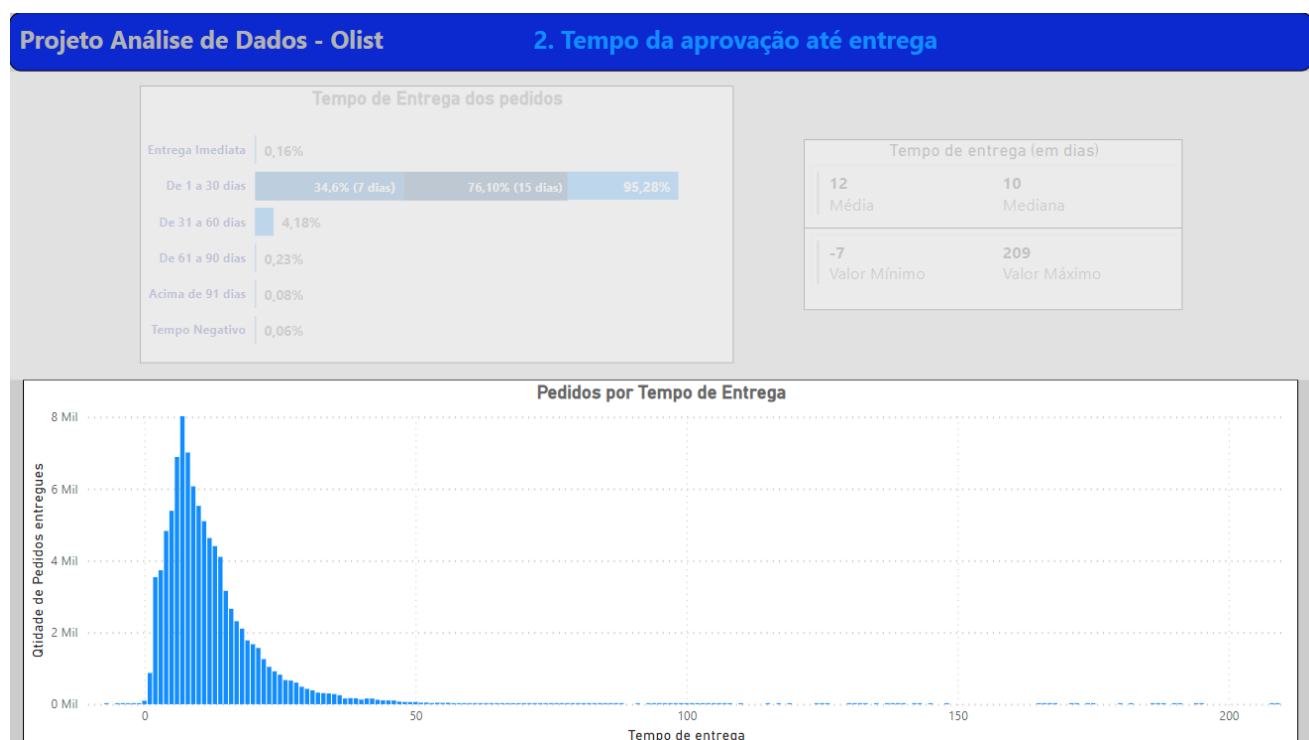 Projeto Análise de Dados - Olist
2. Tempo da aprovação até entrega
Tempo de Entrega dos pedidos
Entrega Imediata 0,16%
De 1 a 30 dias 34,6% (7 dias) 76,10% (15 dias) 95,28%
De 31 a 60 dias 4,18%
De 61 a 90 dias 0,23%
Acima de 91 dias 0,08%
Tempo Negativo 0,06%
Tempo de entrega (em dias)
12 10
Média Mediana
-7 209
Valor Mínimo Valor Máximo
Pedidos por Tempo de Entrega
Qtidade de Pedidos entregues
8 Mil
6 Mil
4 Mil
2 Mil
0 Mil
0 50 100 150 200
Tempo de entrega